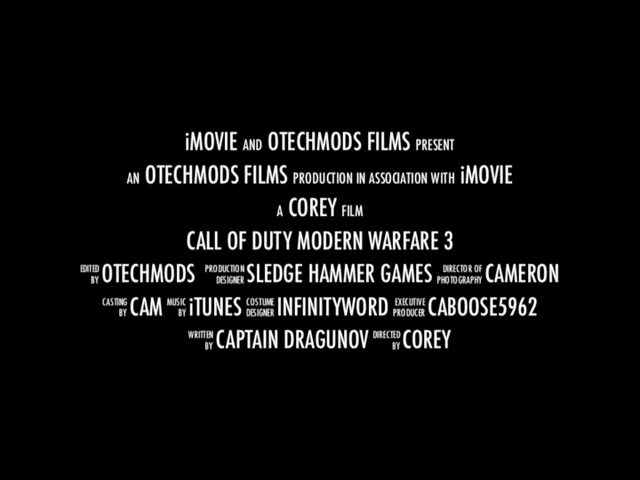 iMOVIE AND OTECHMODS FILMS PRESENT
AN OTECHMODS FILMS PRODUCTION IN ASSOCIATION WITH iMOVIE
A COREY FILM
CALL OF DUTY MODERN WARFARE 3
EDITED BY OTECHMODS PRODUCTION DESIGNER SLEDGE HAMMER GAMES DIRECTOR OF PHOTOGRAPHY CAMERON
CASTING BY CAM MUSIC BY iTUNES COSTUME DESIGNER INFINITYWORD EXECUTIVE PRODUCER CABOOSE5962
WRITTEN BY CAPTAIN DRAGUNOV DIRECTED BY COREY